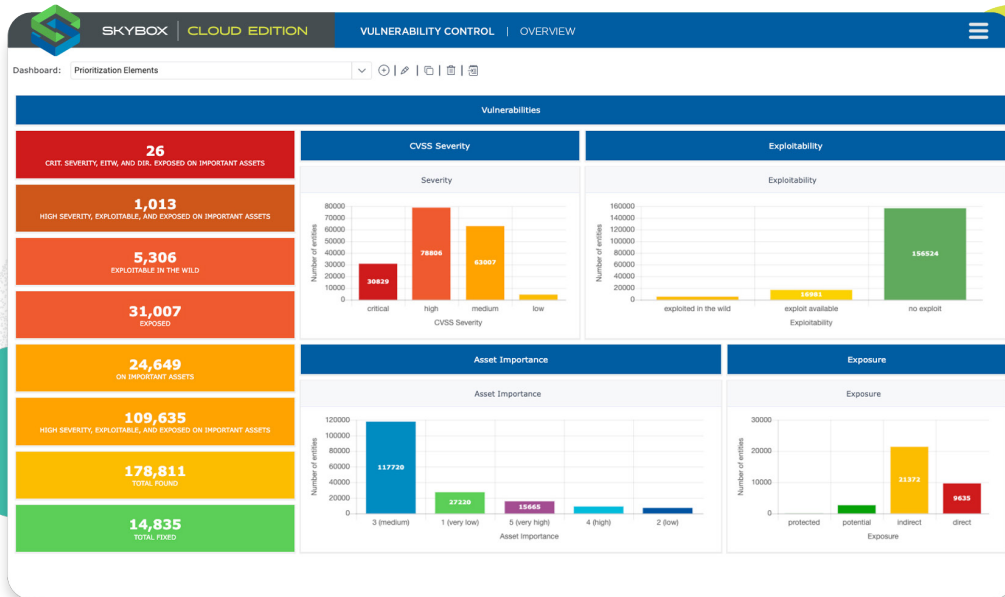 SKYBOX | CLOUD EDITION
VULNERABILITY CONTROL | OVERVIEW
Dashboard: Prioritization Elements
Vulnerabilities
26
CRIT. SEVERITY, EITW, AND DIR. EXPOSED ON IMPORTANT ASSETS
1,013
HIGH SEVERITY, EXPLOITABLE, AND EXPOSED ON IMPORTANT ASSETS
5,306
EXPLOITABLE IN THE WILD
31,007
EXPOSED
24,649
ON IMPORTANT ASSETS
109,635
HIGH SEVERITY, EXPLOITABLE, AND EXPOSED ON IMPORTANT ASSETS
178,811
TOTAL FOUND
14,835
TOTAL FIXED
CVSS Severity
Severity
Number of entities
80000
70000
60000
50000
40000
30000
20000
10000
0
30829
78806
63007
critical high medium low
CVSS Severity
Exploitability
Exploitability
Number of entities
160000
140000
120000
100000
80000
60000
40000
20000
0
16981
156524
exploited in the wild exploit available no exploit
Exploitability
Asset Importance
Asset Importance
Number of entities
120000
100000
80000
60000
40000
20000
0
117720
27220
15665
3 (medium) 1 (very low) 5 (very high) 4 (high) 2 (low)
Asset Importance
Exposure
Exposure
Number of entities
30000
20000
10000
0
21372
9635
protected potential indirect direct
Exposure